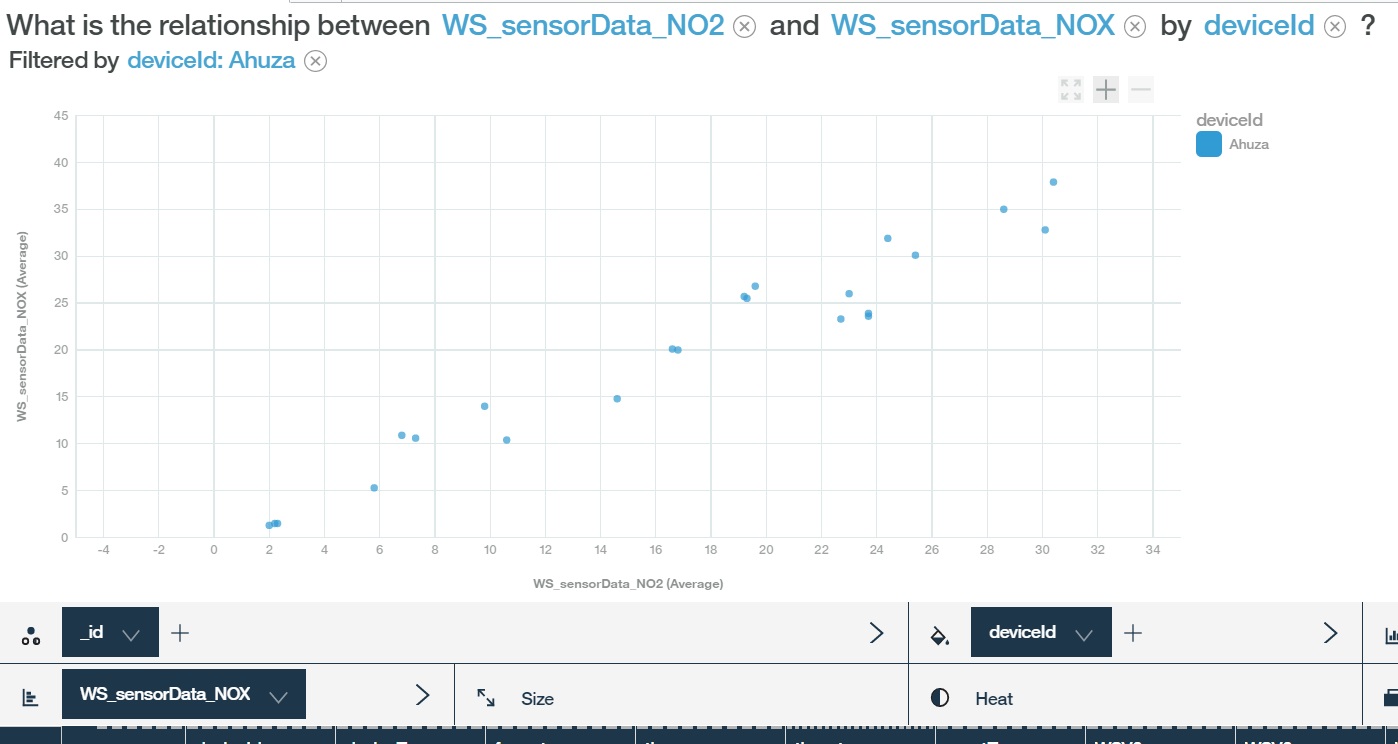 What is the relationship between WS_sensorData_NO2 and WS_sensorData_NOX by deviceId ?
Filtered by deviceId: Ahuza
deviceId
Ahuza
45
40
35
30
25
20
15
10
5
0
WS_sensorData_NOX (Average)
-4 -2 0 2 4 6 8 10 12 14 16 18 20 22 24 26 28 30 32 34
WS_sensorData_NO2 (Average)
_id
deviceId
WS_sensorData_NOX
Size
Heat